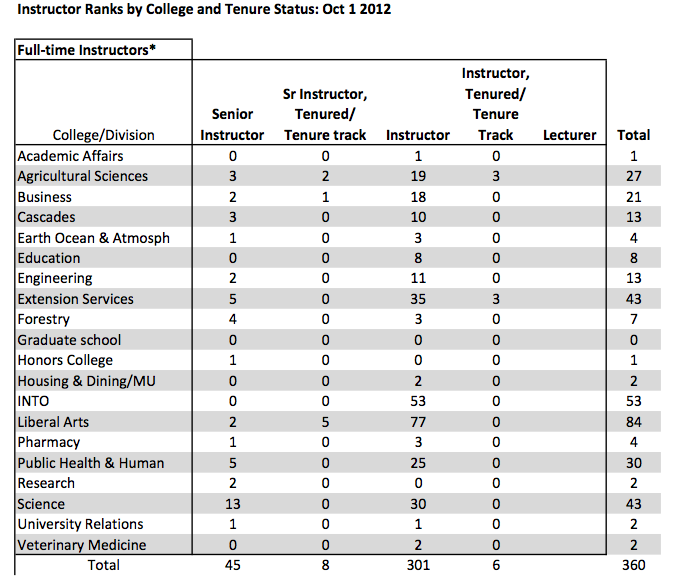 Instructor Ranks by College and Tenure Status: Oct 1 2012
Full-time Instructors*
Instructor,
Sr Instructor, Tenured/
Senior Tenured/ Tenure
College/Division Instructor Tenure track Instructor Track Lecturer Total
Academic Affairs 0 0 1 0 1
Agricultural Sciences 3 2 19 3 27
Business 2 1 18 0 21
Cascades 3 0 10 0 13
Earth Ocean & Atmosph 1 0 3 0 4
Education 0 0 8 0 8
Engineering 2 0 11 0 13
Extension Services 5 0 35 3 43
Forestry 4 0 3 0 7
Graduate school 0 0 0 0 0
Honors College 1 0 0 0 1
Housing & Dining/MU 0 0 2 0 2
INTO 0 0 53 0 53
Liberal Arts 2 5 77 0 84
Pharmacy 1 0 3 0 4
Public Health & Human 5 0 25 0 30
Research 2 0 0 0 2
Science 13 0 30 0 43
University Relations 1 0 1 0 2
Veterinary Medicine 0 0 2 0 2
Total 45 8 301 6 360